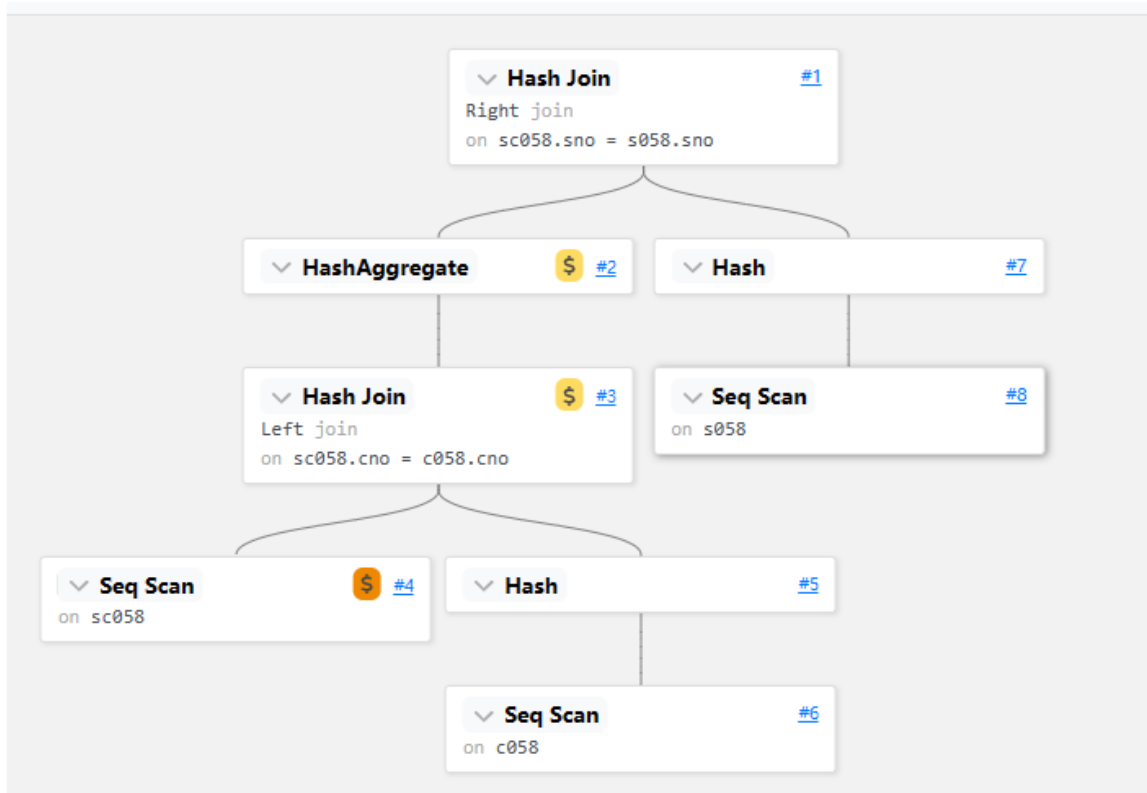 Hash Join #1
Right join
on sc058.sno = s058.sno
HashAggregate $ #2
Hash #7
Hash Join $ #3
Left join
on sc058.cno = c058.cno
Seq Scan #8
on s058
Seq Scan $ #4
on sc058
Hash #5
Seq Scan #6
on c058